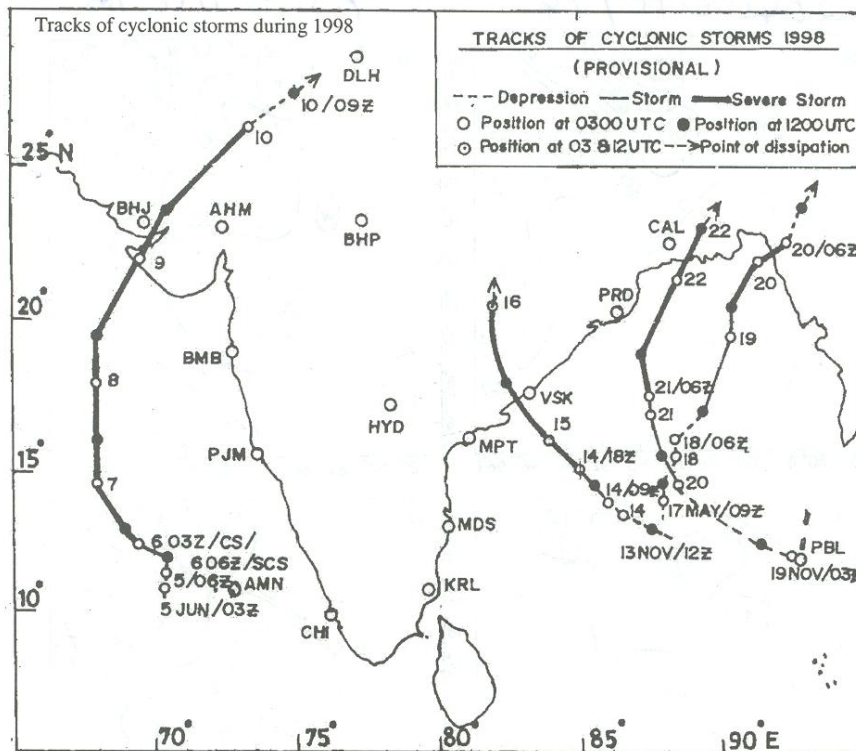 Tracks of cyclonic storms during 1998
TRACKS OF CYCLONIC STORMS 1998
(PROVISIONAL)
Depression Storm Severe Storm
Position at 0300 UTC Position at 1200 UTC
Position at 03 & 12 UTC Point of dissipation
DLH
10/09Z
10
25° N
BHJ
AHM
BHP
CAL
22
20/06Z
9
22
20
16
PRD
20°
19
BMB
8
21/06Z
VSK
HYD
21
15
MPT
18/06Z
PJM
14/18Z
18
15°
7
14/09Z
20
14
17 MAY/09Z
MDS
6 03Z/CS/
13 NOV/12Z
PBL
6 06Z/SCS
19 NOV/03Z
5/06Z
AMN
KRL
5 JUN/03Z
10°
CHI
70° 75° 80° 85° 90° E